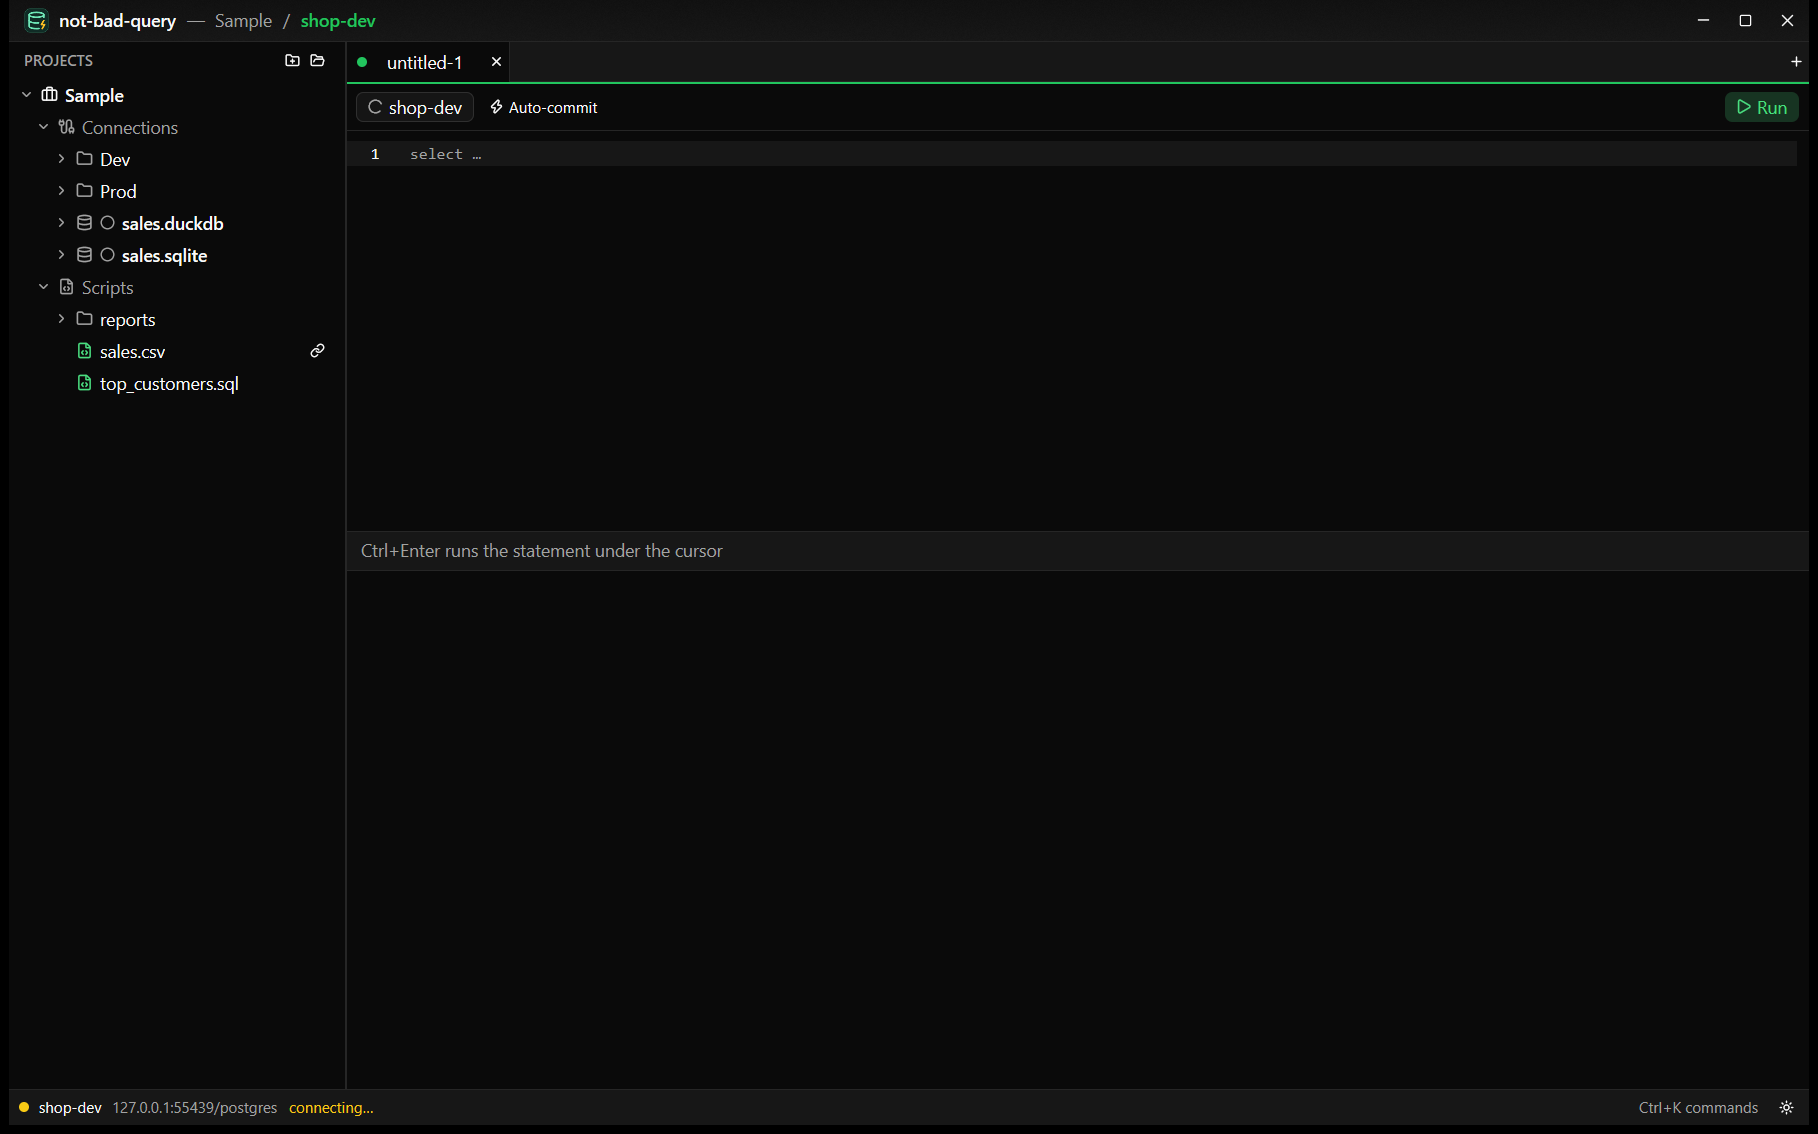 not-bad-query — Sample / shop-dev
PROJECTS
Sample
Connections
Dev
Prod
sales.duckdb
sales.sqlite
Scripts
reports
sales.csv
top_customers.sql
untitled-1
shop-dev Auto-commit Run
1 select …
Ctrl+Enter runs the statement under the cursor
shop-dev 127.0.0.1:55439/postgres connecting... Ctrl+K commands